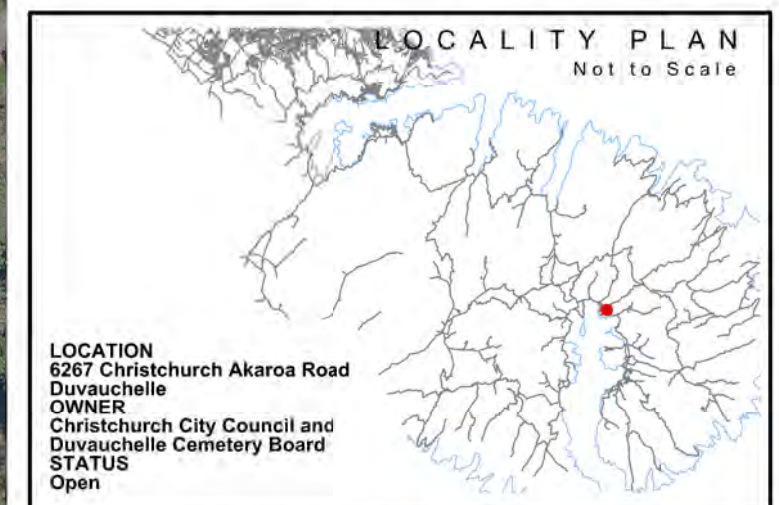 LOCALITY PLAN
Not to Scale
LOCATION
6267 Christchurch Akaroa Road
Duvauchelle
OWNER
Christchurch City Council and
Duvauchelle Cemetery Board
STATUS
Open